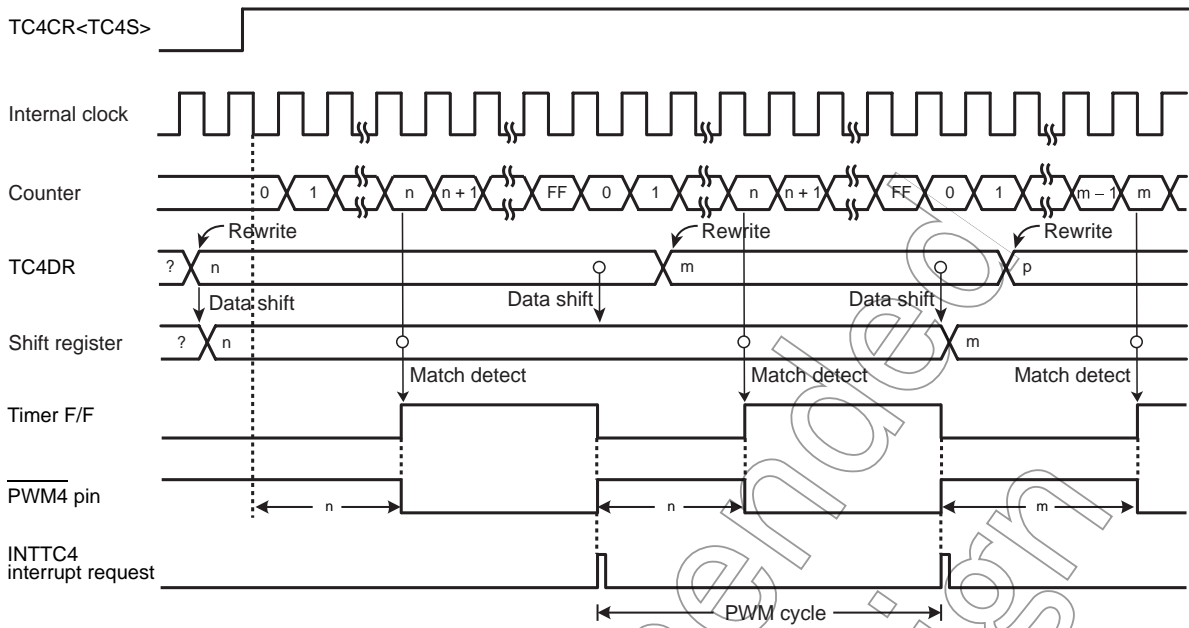 TC4CR<TC4S>
Internal clock
Counter 0 1 n n + 1 FF 0 1 n n + 1 FF 0 1 m – 1 m
Rewrite Rewrite Rewrite
TC4DR ? n m p
Data shift Data shift Data shift
Shift register ? n m
Match detect Match detect Match detect
Timer F/F
PWM4 pin n n m
INTTC4
interrupt request
PWM cycle